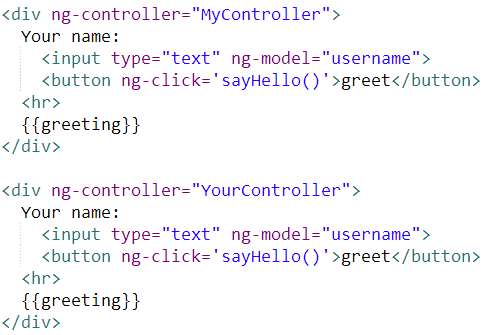 <div ng-controller="MyController">
  Your name:
    <input type="text" ng-model="username">
    <button ng-click='sayHello()'>greet</button>
  <hr>
  {{greeting}}
</div>

<div ng-controller="YourController">
  Your name:
    <input type="text" ng-model="username">
    <button ng-click='sayHello()'>greet</button>
  <hr>
  {{greeting}}
</div>